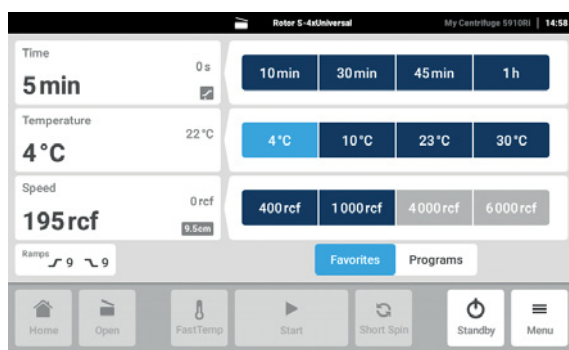 Rotor S-4xUniversal My Centrifuge 5910Ri | 14:58
Time
0 s
5 min
10 min 30 min 45 min 1 h
Temperature
22 °C
4 °C
4 °C 10 °C 23 °C 30 °C
Speed
0 rcf
195 rcf
9.5cm
400 rcf 1 000 rcf 4 000 rcf 6 000 rcf
Ramps 9 9
Favorites Programs
Home Open FastTemp Start Short Spin Standby Menu